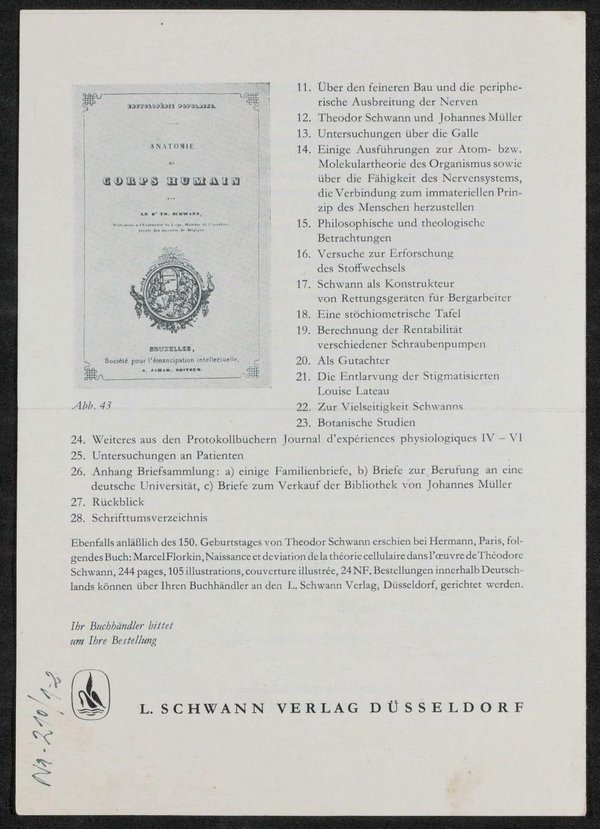 ENCYCLOPÉDIE POPULAIRE.
ANATOMIE
DU
CORPS HUMAIN
PAR
LE Dr TH. SCHWANN,
BRUXELLES,
Société pour l'émancipation intellectuelle,
A. JAMAR, ÉDITEUR
Abb. 43
11. Über den feineren Bau und die periphe-
rische Ausbreitung der Nerven
12. Theodor Schwann und Johannes Müller
13. Untersuchungen über die Galle
14. Einige Ausführungen zur Atom- bzw.
Molekulartheorie des Organismus sowie
über die Fähigkeit des Nervensystems,
die Verbindung zum immateriellen Prin-
zip des Menschen herzustellen
15. Philosophische und theologische
Betrachtungen
16. Versuche zur Erforschung
des Stoffwechsels
17. Schwann als Konstrukteur
von Rettungsgeräten für Bergarbeiter
18. Eine stöchiometrische Tafel
19. Berechnung der Rentabilität
verschiedener Schraubenpumpen
20. Als Gutachter
21. Die Entlarvung der Stigmatisierten
Louise Lateau
22. Zur Vielseitigkeit Schwanns
23. Botanische Studien
24. Weiteres aus den Protokollbüchern Journal d'expériences physiologiques IV – VI
25. Untersuchungen an Patienten
26. Anhang Briefsammlung: a) einige Familienbriefe, b) Briefe zur Berufung an eine
deutsche Universität, c) Briefe zum Verkauf der Bibliothek von Johannes Müller
27. Rückblick
28. Schrifttumsverzeichnis
Ebenfalls anläßlich des 150. Geburtstages von Theodor Schwann erschien bei Hermann, Paris, fol-
gendes Buch: Marcel Florkin, Naissance et deviation de la théorie cellulaire dans l'œuvre de Théodore
Schwann, 244 pages, 105 illustrations, couverture illustrée, 24 NF, Bestellungen innerhalb Deutsch-
lands können über Ihren Buchhändler an den L. Schwann Verlag, Düsseldorf, gerichtet werden.
Ihr Buchhändler bittet
um Ihre Bestellung
L. SCHWANN VERLAG DÜSSELDORF
210/1-2